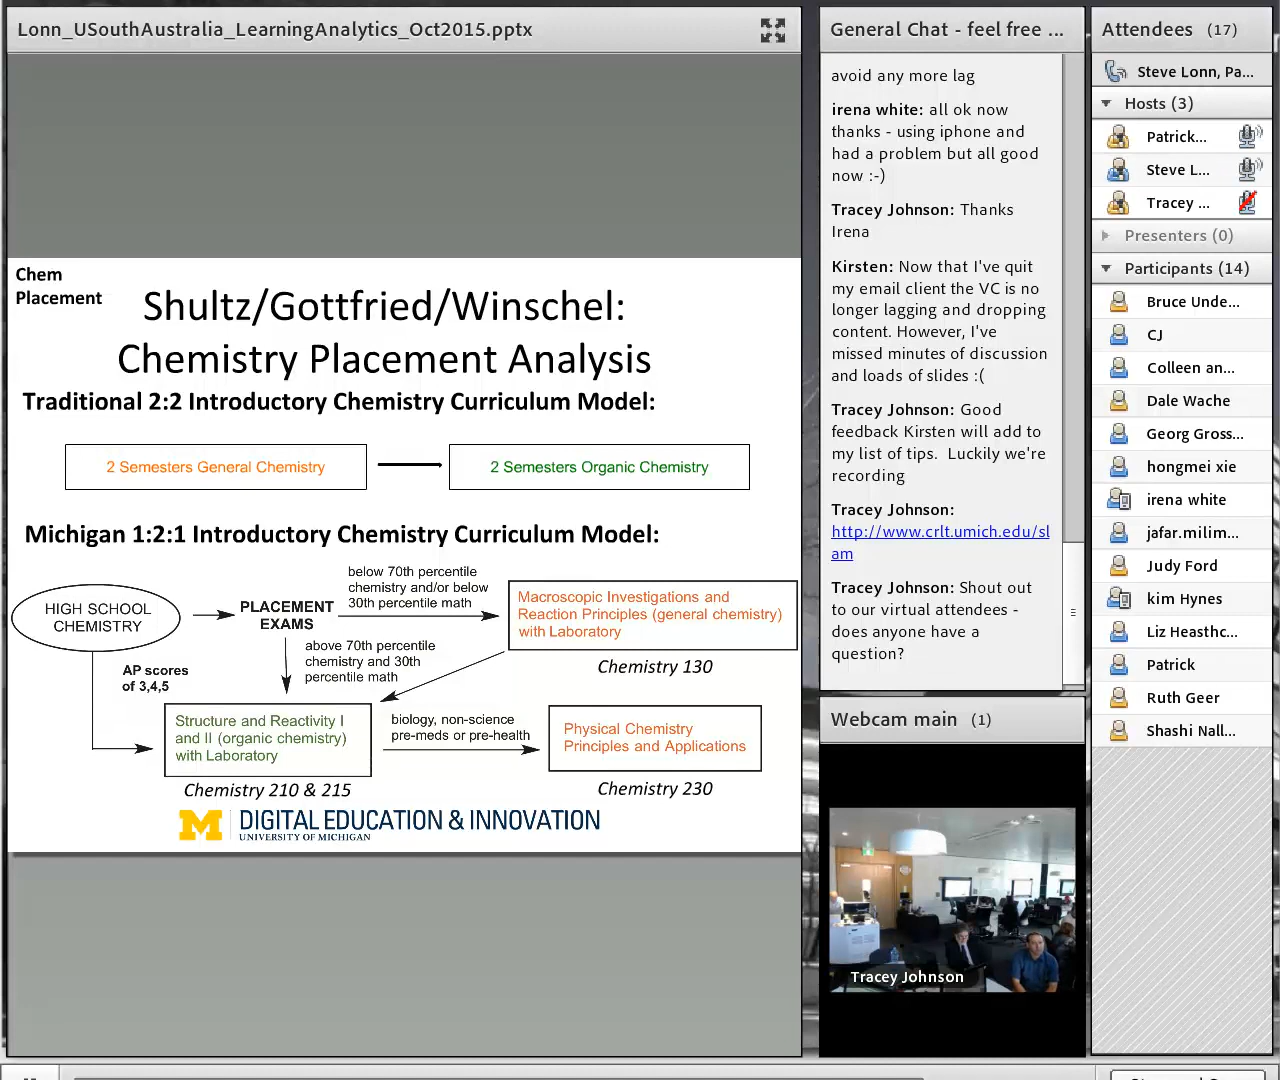 Lonn_USouthAustralia_LearningAnalytics_Oct2015.pptx
Chem
Placement
Shultz/Gottfried/Winschel:
Chemistry Placement Analysis
Traditional 2:2 Introductory Chemistry Curriculum Model:
2 Semesters General Chemistry
2 Semesters Organic Chemistry
Michigan 1:2:1 Introductory Chemistry Curriculum Model:
HIGH SCHOOL
CHEMISTRY
PLACEMENT
EXAMS
below 70th percentile
chemistry and/or below
30th percentile math
Macroscopic Investigations and
Reaction Principles (general chemistry)
with Laboratory
Chemistry 130
above 70th percentile
chemistry and 30th
percentile math
AP scores
of 3,4,5
Structure and Reactivity I
and II (organic chemistry)
with Laboratory
Chemistry 210 & 215
biology, non-science
pre-meds or pre-health
Physical Chemistry
Principles and Applications
Chemistry 230
M
DIGITAL EDUCATION & INNOVATION
UNIVERSITY OF MICHIGAN
General Chat - feel free ...
avoid any more lag
irena white: all ok now
thanks - using iphone and
had a problem but all good
now :-)
Tracey Johnson: Thanks
Irena
Kirsten: Now that I've quit
my email client the VC is no
longer lagging and dropping
content. However, I've
missed minutes of discussion
and loads of slides :(
Tracey Johnson: Good
feedback Kirsten will add to
my list of tips. Luckily we're
recording
Tracey Johnson:
http://www.crlt.umich.edu/sl
am
Tracey Johnson: Shout out
to our virtual attendees -
does anyone have a
question?
Webcam main (1)
Tracey Johnson
Attendees (17)
Steve Lonn, Pa...
Hosts (3)
Patrick...
Steve L...
Tracey ...
Presenters (0)
Participants (14)
Bruce Unde...
CJ
Colleen an...
Dale Wache
Georg Gross...
hongmei xie
irena white
jafar.milim...
Judy Ford
kim Hynes
Liz Heasthc...
Patrick
Ruth Geer
Shashi Nall...